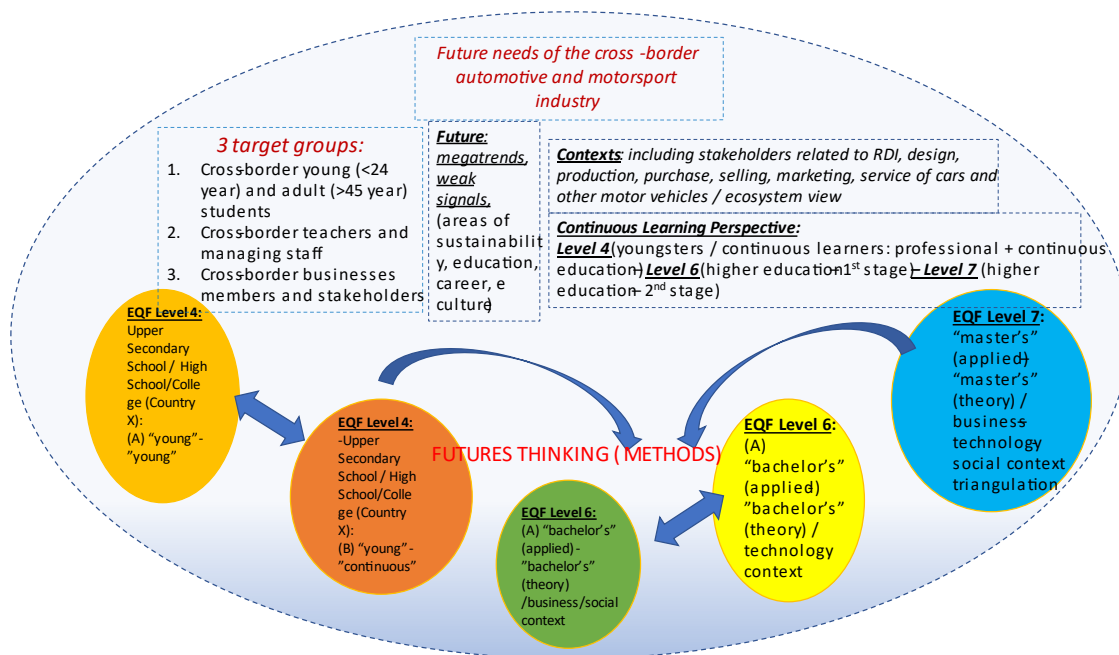 Future needs of the cross -border
automotive and motorsport
industry
3 target groups:
1. Cross-border young (<24
year) and adult (>45 year)
students
2. Cross-border teachers and
managing staff
3. Cross-border businesses
members and stakeholders
Future:
megatrends,
weak
signals,
(areas of
sustainabilit
y, education,
career, e
culture)
Contexts: including stakeholders related to RDI, design,
production, purchase, selling, marketing, service of cars and
other motor vehicles / ecosystem view
Continuous Learning Perspective:
Level 4 (youngsters / continuous learners: professional + continuous
education) – Level 6 (higher education – 1st stage) – Level 7 (higher
education – 2nd stage)
EQF Level 4:
Upper
Secondary
School / High
School/Colle
ge (Country
X):
(A) “young”-
”young”
EQF Level 4:
-Upper
Secondary
School / High
School/Colle
ge (Country
X):
(B) “young”-
”continuous”
FUTURES THINKING ( METHODS)
EQF Level 6:
(A) “bachelor’s”
(applied) -
”bachelor’s”
(theory)
/business/social
context
EQF Level 6:
(A)
“bachelor’s”
(applied)-
”bachelor’s”
(theory) /
technology
context
EQF Level 7:
“master’s”
(applied)-
“master’s”
(theory) /
business-
technology
social context
triangulation